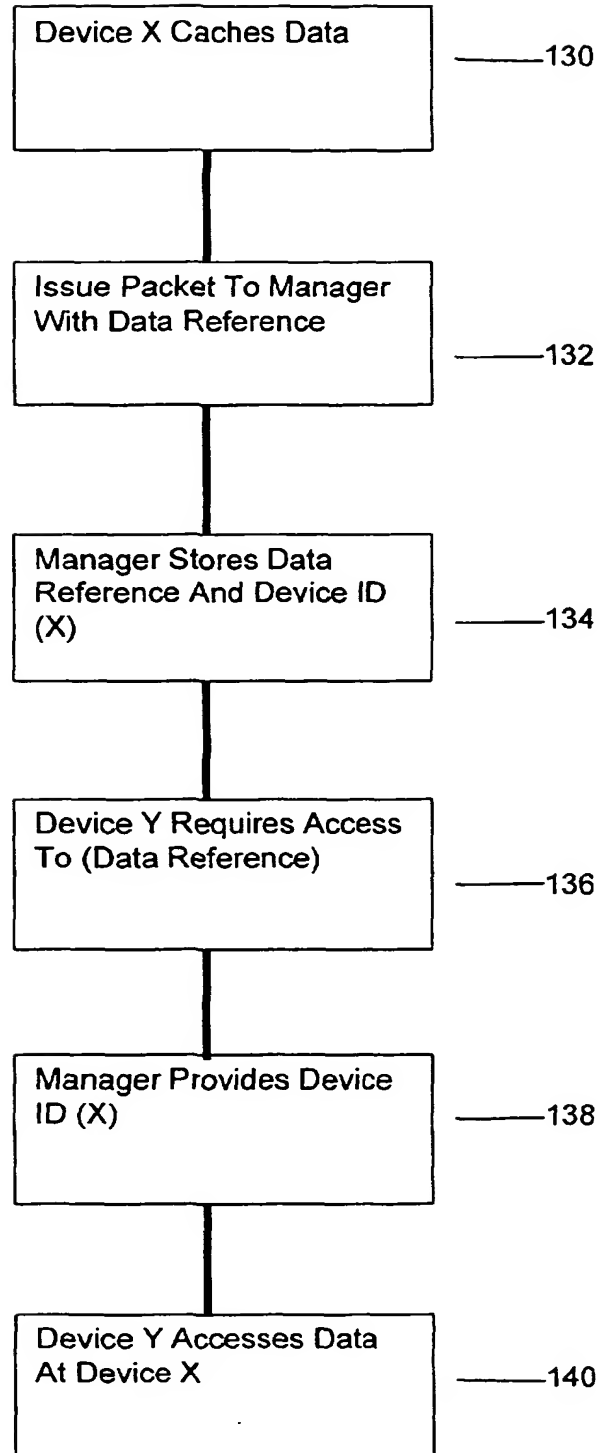 Device X Caches Data
130
Issue Packet To Manager
With Data Reference
132
Manager Stores Data
Reference And Device ID
(X)
134
Device Y Requires Access
To (Data Reference)
136
Manager Provides Device
ID (X)
138
Device Y Accesses Data
At Device X
140